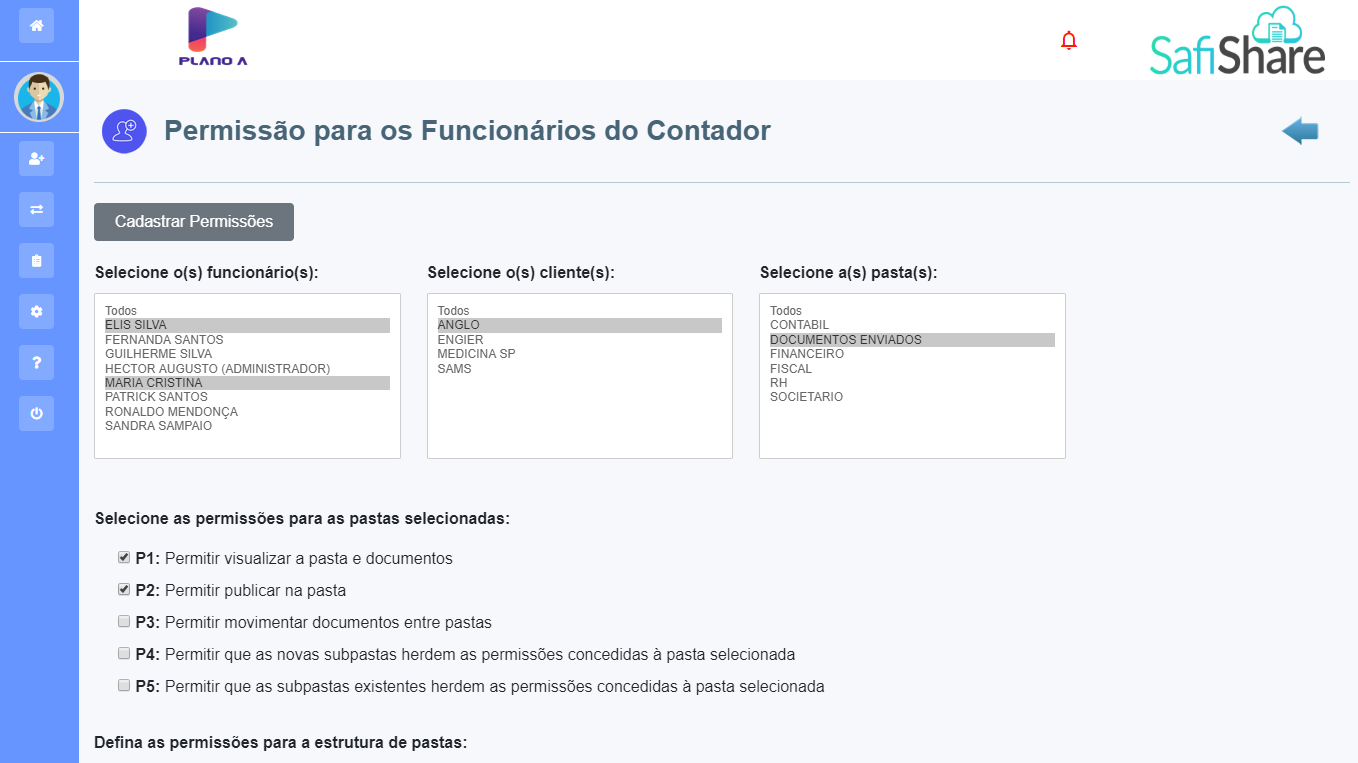 PLANO A
SafiShare
Permissão para os Funcionários do Contador
Cadastrar Permissões
Selecione o(s) funcionário(s):
Todos
ELIS SILVA
FERNANDA SANTOS
GUILHERME SILVA
HECTOR AUGUSTO (ADMINISTRADOR)
MARIA CRISTINA
PATRICK SANTOS
RONALDO MENDONÇA
SANDRA SAMPAIO
Selecione o(s) cliente(s):
Todos
ANGLO
ENGIER
MEDICINA SP
SAMS
Selecione a(s) pasta(s):
Todos
CONTABIL
DOCUMENTOS ENVIADOS
FINANCEIRO
FISCAL
RH
SOCIETARIO
Selecione as permissões para as pastas selecionadas:
P1: Permitir visualizar a pasta e documentos
P2: Permitir publicar na pasta
P3: Permitir movimentar documentos entre pastas
P4: Permitir que as novas subpastas herdem as permissões concedidas à pasta selecionada
P5: Permitir que as subpastas existentes herdem as permissões concedidas à pasta selecionada
Defina as permissões para a estrutura de pastas: